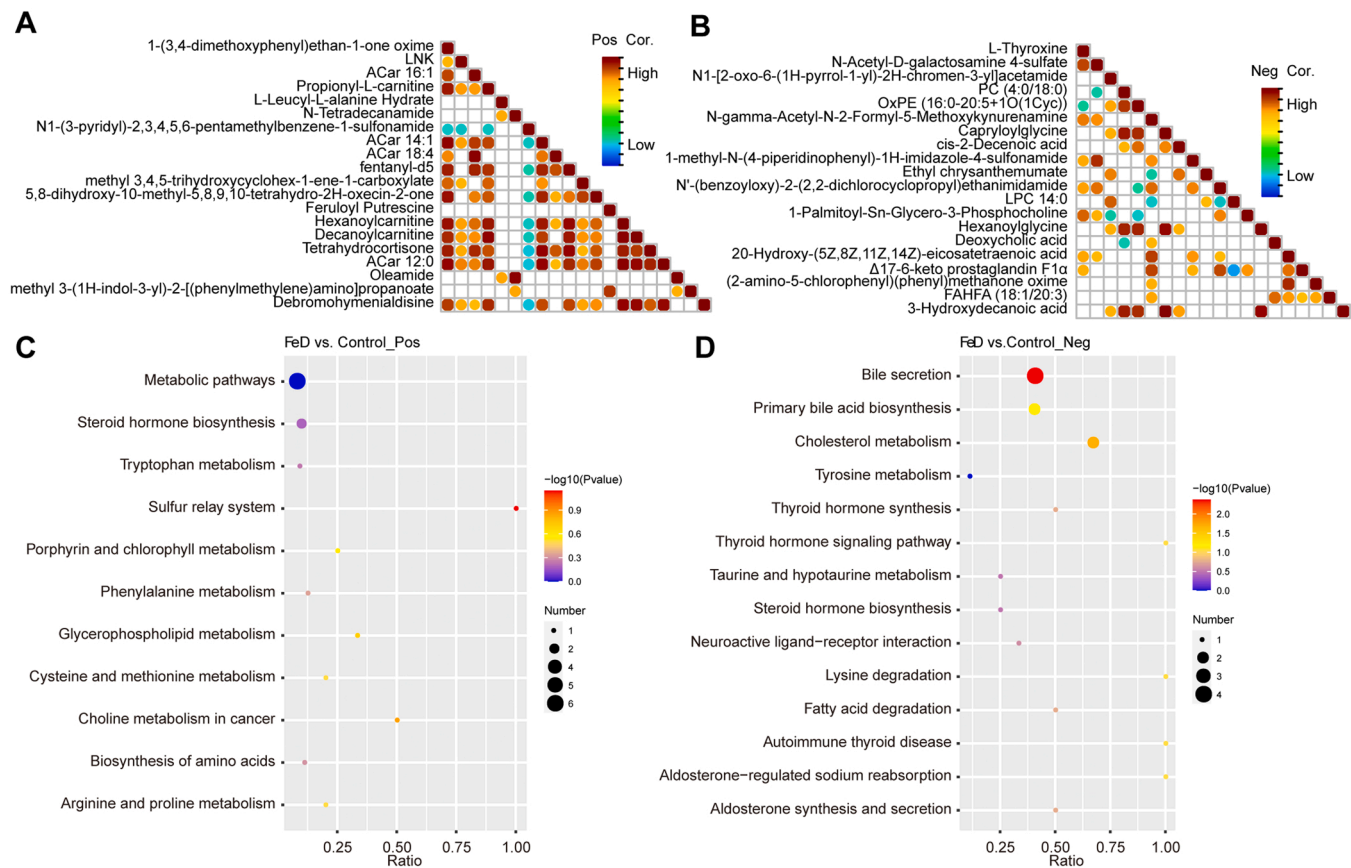 A
Pos Cor.
High
Low
1-(3,4-dimethoxyphenyl)ethan-1-one oxime
LNK
ACar 16:1
Propionyl-L-carnitine
L-Leucyl-L-alanine Hydrate
N-Tetradecanamide
N1-(3-pyridyl)-2,3,4,5,6-pentamethylbenzene-1-sulfonamide
ACar 14:1
ACar 18:4
fentanyl-d5
methyl 3,4,5-trihydroxycyclohex-1-ene-1-carboxylate
5,8-dihydroxy-10-methyl-5,8,9,10-tetrahydro-2H-oxecin-2-one
Feruloyl Putrescine
Hexanoylcarnitine
Decanoylcarnitine
Tetrahydrocortisone
ACar 12:0
Oleamide
methyl 3-(1H-indol-3-yl)-2-[(phenylmethylene)amino]propanoate
Debromohymenialdisine
B
Neg Cor.
High
Low
L-Thyroxine
N-Acetyl-D-galactosamine 4-sulfate
N1-[2-oxo-6-(1H-pyrrol-1-yl)-2H-chromen-3-yl]acetamide
PC (4:0/18:0)
OxPE (16:0-20:5+1O(1Cyc))
N-gamma-Acetyl-N-2-Formyl-5-Methoxykynurenamine
Capryloylglycine
cis-2-Decenoic acid
1-methyl-N-(4-piperidinophenyl)-1H-imidazole-4-sulfonamide
Ethyl chrysanthemumate
N'-(benzoyloxy)-2-(2,2-dichlorocyclopropyl)ethanimidamide
LPC 14:0
1-Palmitoyl-Sn-Glycero-3-Phosphocholine
Hexanoylglycine
Deoxycholic acid
20-Hydroxy-(5Z,8Z,11Z,14Z)-eicosatetraenoic acid
Δ17-6-keto prostaglandin F1α
(2-amino-5-chlorophenyl)(phenyl)methanone oxime
FAHFA (18:1/20:3)
3-Hydroxydecanoic acid
C
FeD vs. Control_Pos
Metabolic pathways
Steroid hormone biosynthesis
Tryptophan metabolism
Sulfur relay system
Porphyrin and chlorophyll metabolism
Phenylalanine metabolism
Glycerophospholipid metabolism
Cysteine and methionine metabolism
Choline metabolism in cancer
Biosynthesis of amino acids
Arginine and proline metabolism
0.25 0.50 0.75 1.00
Ratio
−log10(Pvalue)
0.9
0.6
0.3
0.0
Number
1
2
4
5
6
D
FeD vs.Control_Neg
Bile secretion
Primary bile acid biosynthesis
Cholesterol metabolism
Tyrosine metabolism
Thyroid hormone synthesis
Thyroid hormone signaling pathway
Taurine and hypotaurine metabolism
Steroid hormone biosynthesis
Neuroactive ligand−receptor interaction
Lysine degradation
Fatty acid degradation
Autoimmune thyroid disease
Aldosterone−regulated sodium reabsorption
Aldosterone synthesis and secretion
0.25 0.50 0.75 1.00
Ratio
−log10(Pvalue)
2.0
1.5
1.0
0.5
0.0
Number
1
2
3
4